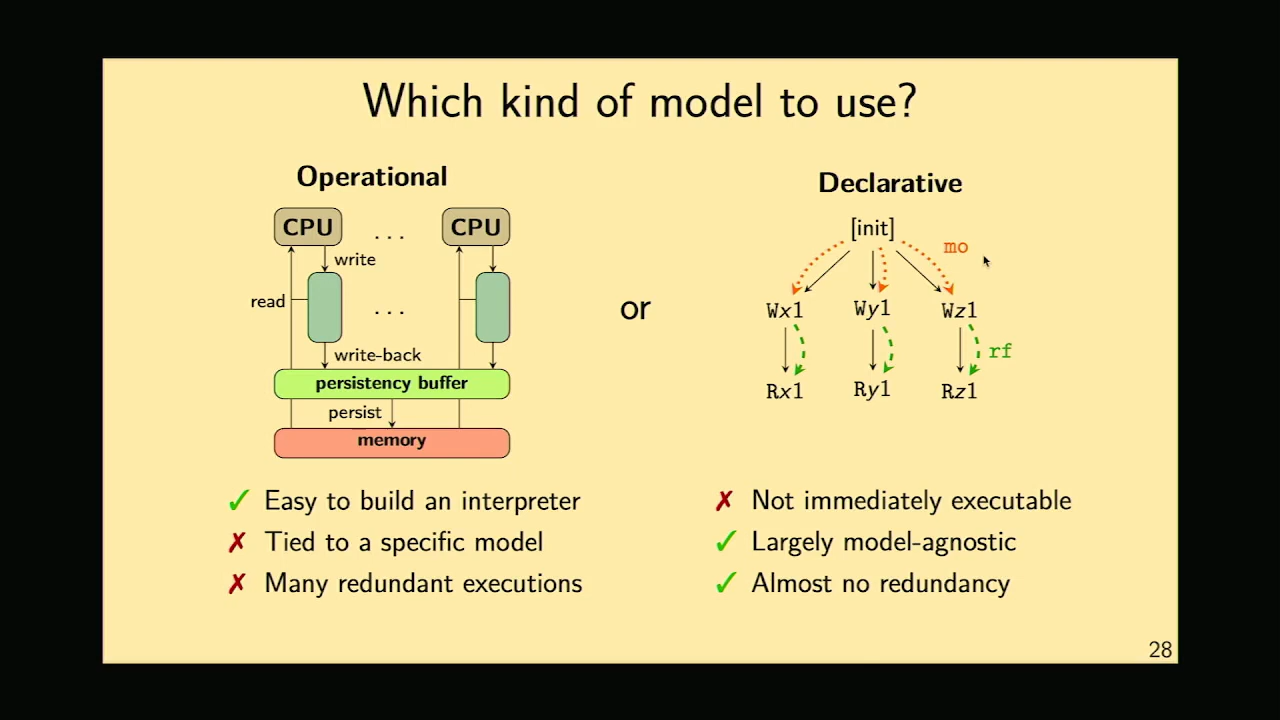 Which kind of model to use?
Operational
CPU
. . .
CPU
write
read
. . .
write-back
persistency buffer
persist
memory
or
Declarative
[init]
mo
Wx1
Wy1
Wz1
rf
Rx1
Ry1
Rz1
✓ Easy to build an interpreter
✗ Tied to a specific model
✗ Many redundant executions
✗ Not immediately executable
✓ Largely model-agnostic
✓ Almost no redundancy
28